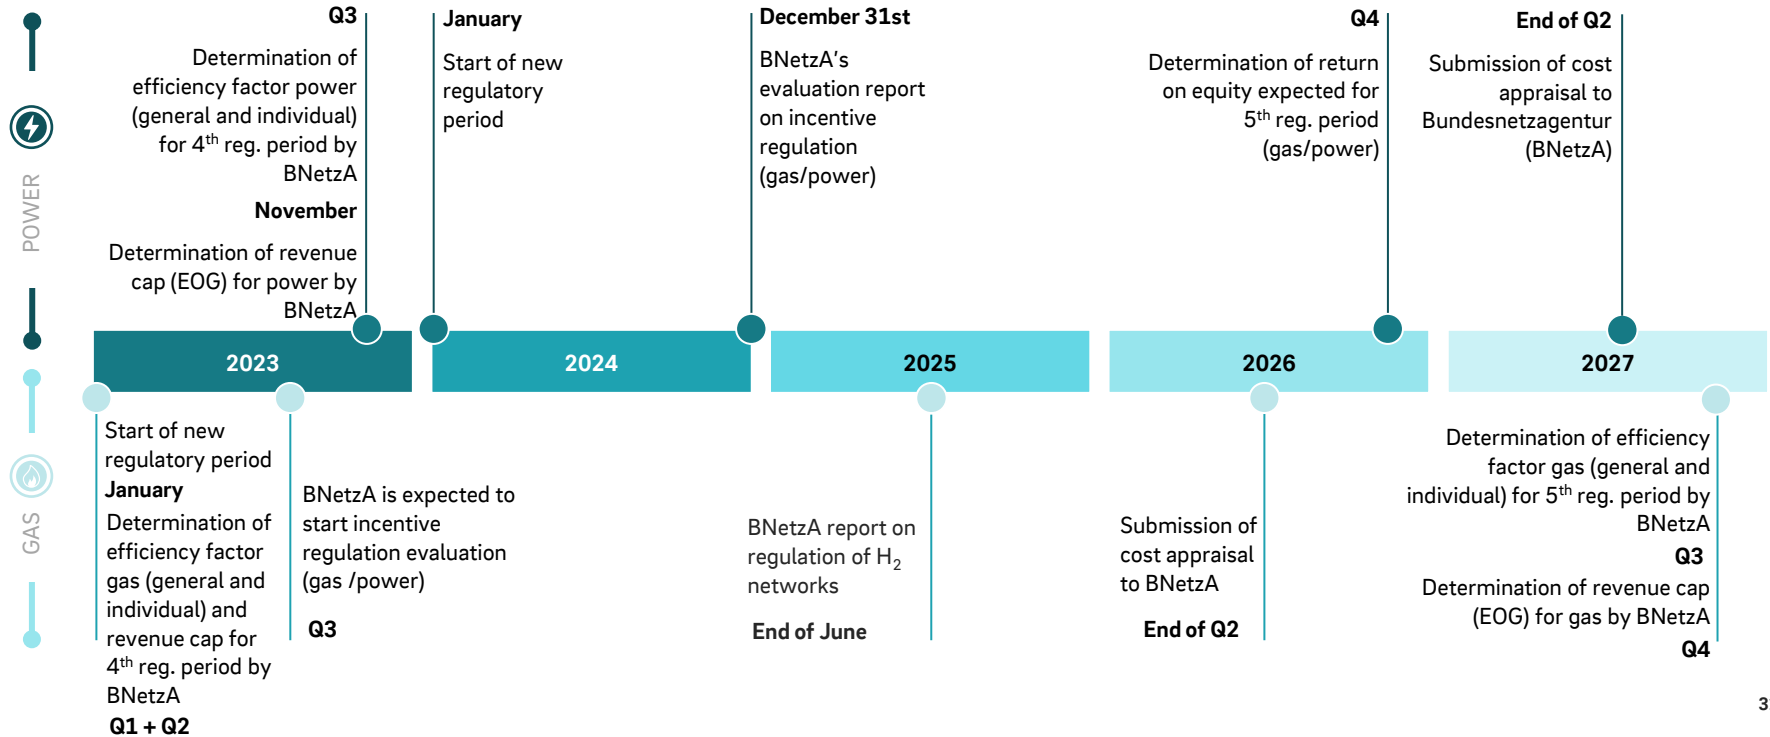 POWER
Q3
Determination of
efficiency factor power
(general and individual)
for 4th reg. period by
BNetzA
November
Determination of revenue
cap (EOG) for power by
BNetzA
January
Start of new
regulatory
period
December 31st
BNetzA's
evaluation report
on incentive
regulation
(gas/power)
Q4
Determination of return
on equity expected for
5th reg. period
(gas/power)
End of Q2
Submission of cost
appraisal to
Bundesnetzagentur
(BNetzA)
2023
2024
2025
2026
2027
GAS
Start of new
regulatory period
January
Determination of
efficiency factor
gas (general and
individual) and
revenue cap for
4th reg. period by
BNetzA
Q1 + Q2
BNetzA is expected to
start incentive
regulation evaluation
(gas /power)
Q3
BNetzA report on
regulation of H2
networks
End of June
Submission of
cost appraisal
to BNetzA
End of Q2
Determination of efficiency
factor gas (general and
individual) for 5th reg. period by
BNetzA
Q3
Determination of revenue cap
(EOG) for gas by BNetzA
Q4